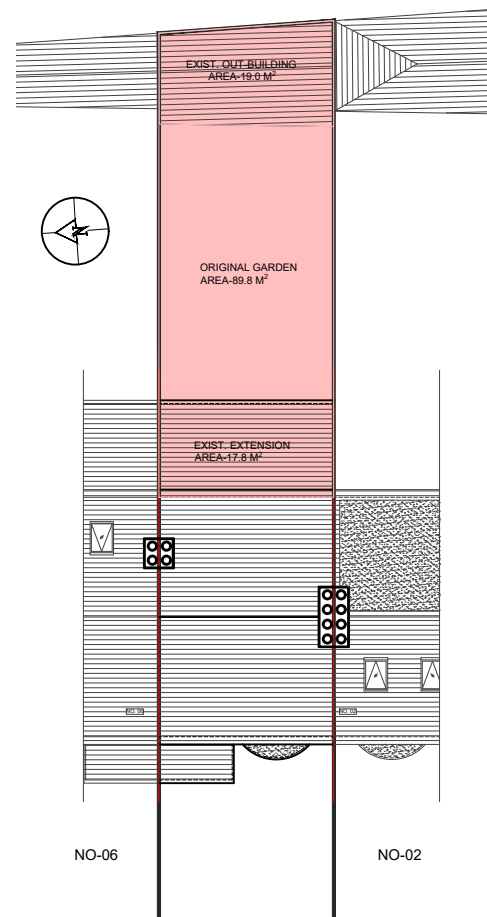 EXIST. OUT-BUILDING
AREA-19.0 M²
N
ORIGINAL GARDEN
AREA-89.8 M²
EXIST. EXTENSION
AREA-17.8 M²
NO-06
NO-02